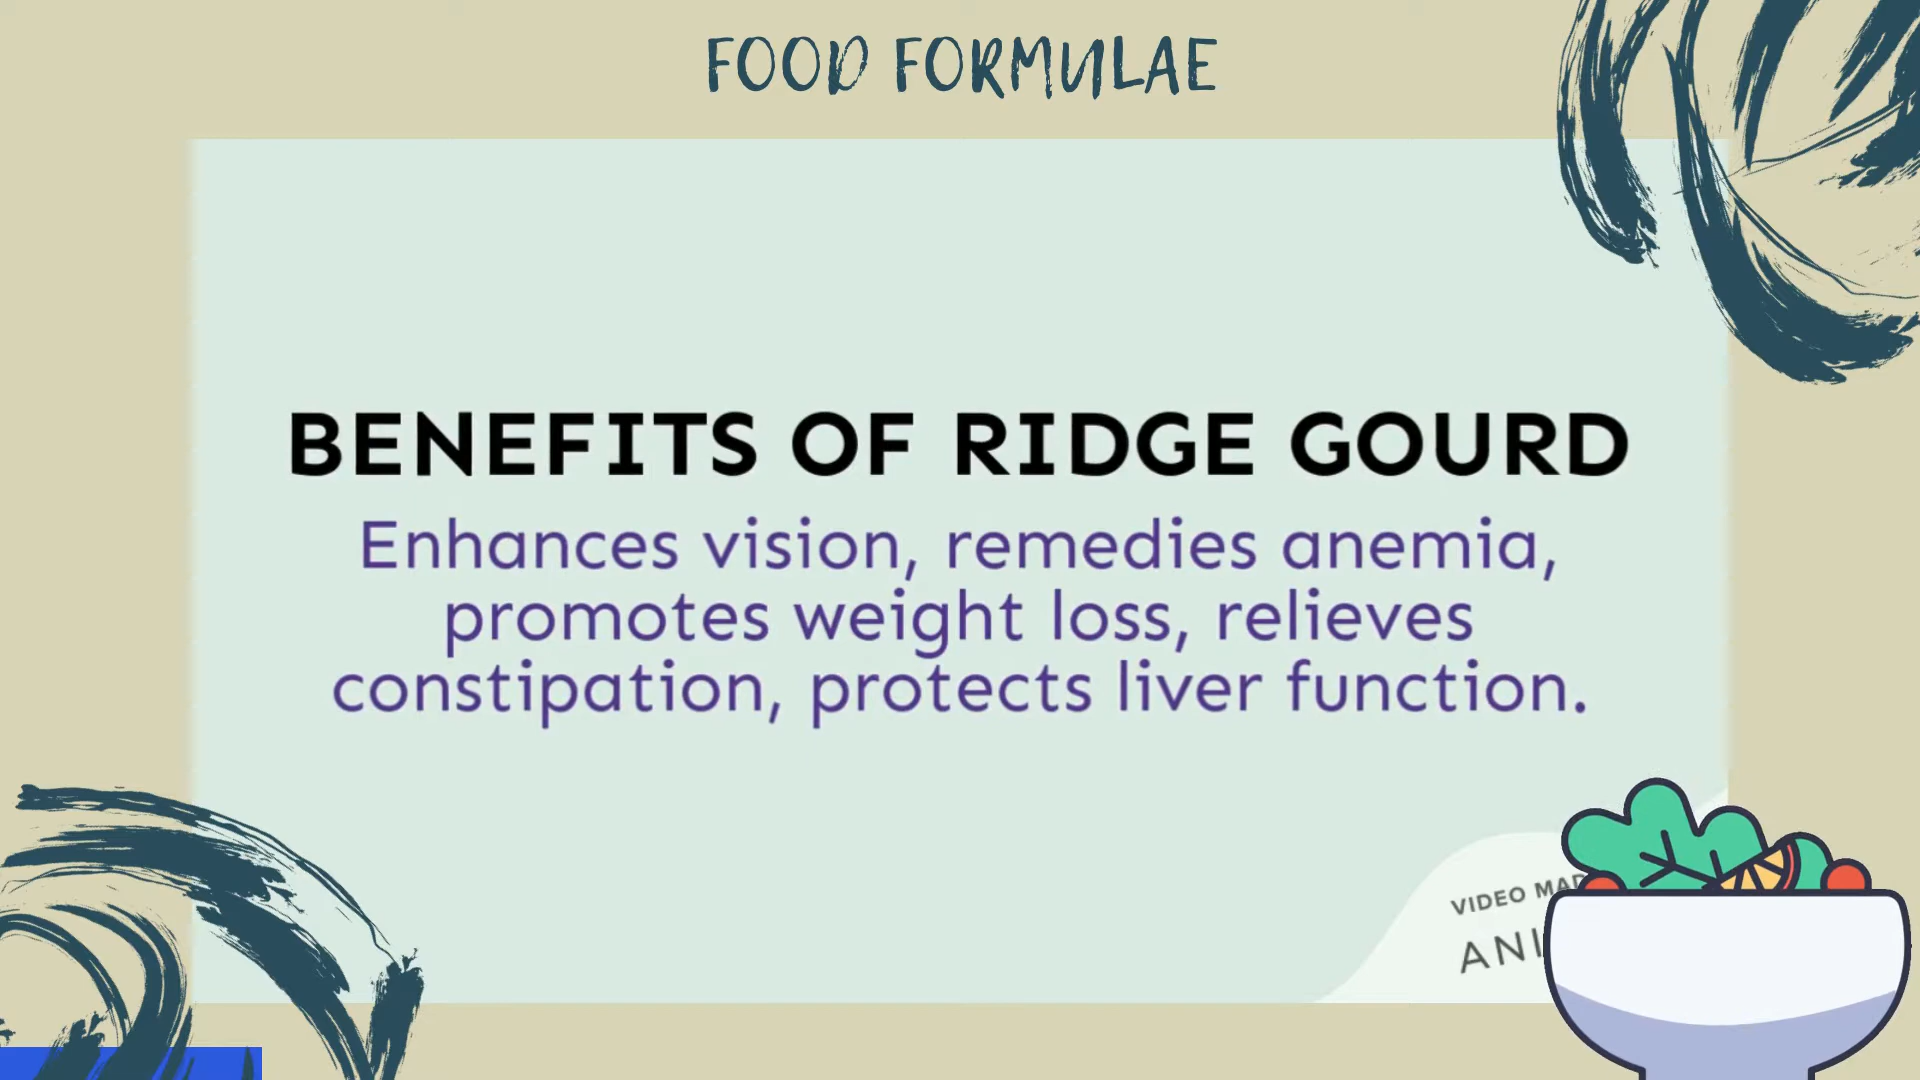 FOOD FORMULAE
BENEFITS OF RIDGE GOURD
Enhances vision, remedies anemia,
promotes weight loss, relieves
constipation, protects liver function.
VIDEO